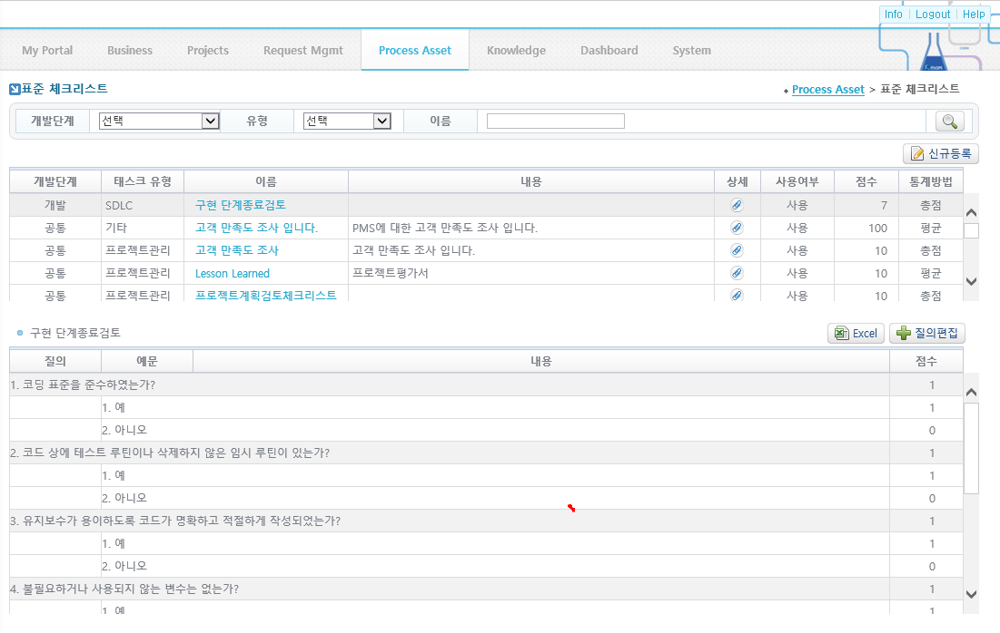 Info Logout Help
My Portal Business Projects Request Mgmt Process Asset Knowledge Dashboard System
표준 체크리스트 Process Asset > 표준 체크리스트
개발단계 선택 유형 선택 이름
신규등록
개발단계 태스크 유형 이름 내용 상세 사용여부 점수 통계방법
개발 SDLC 구현 단계종료검토 사용 7 총점
공통 기타 고객 만족도 조사 입니다. PMS에 대한 고객 만족도 조사 입니다. 사용 100 평균
공통 프로젝트관리 고객 만족도 조사 고객 만족도 조사 입니다. 사용 10 총점
공통 프로젝트관리 Lesson Learned 프로젝트평가서 사용 10 평균
공통 프로젝트관리 프로젝트계획검토체크리스트 사용 10 총점
구현 단계종료검토 Excel 질의편집
질의 예문 내용 점수
1. 코딩 표준을 준수하였는가? 1
1. 예 1
2. 아니오 0
2. 코드 상에 테스트 루틴이나 삭제하지 않은 임시 루틴이 있는가? 1
1. 예 1
2. 아니오 0
3. 유지보수가 용이하도록 코드가 명확하고 적절하게 작성되었는가? 1
1. 예 1
2. 아니오 0
4. 불필요하거나 사용되지 않는 변수는 없는가? 1
1. 예 1